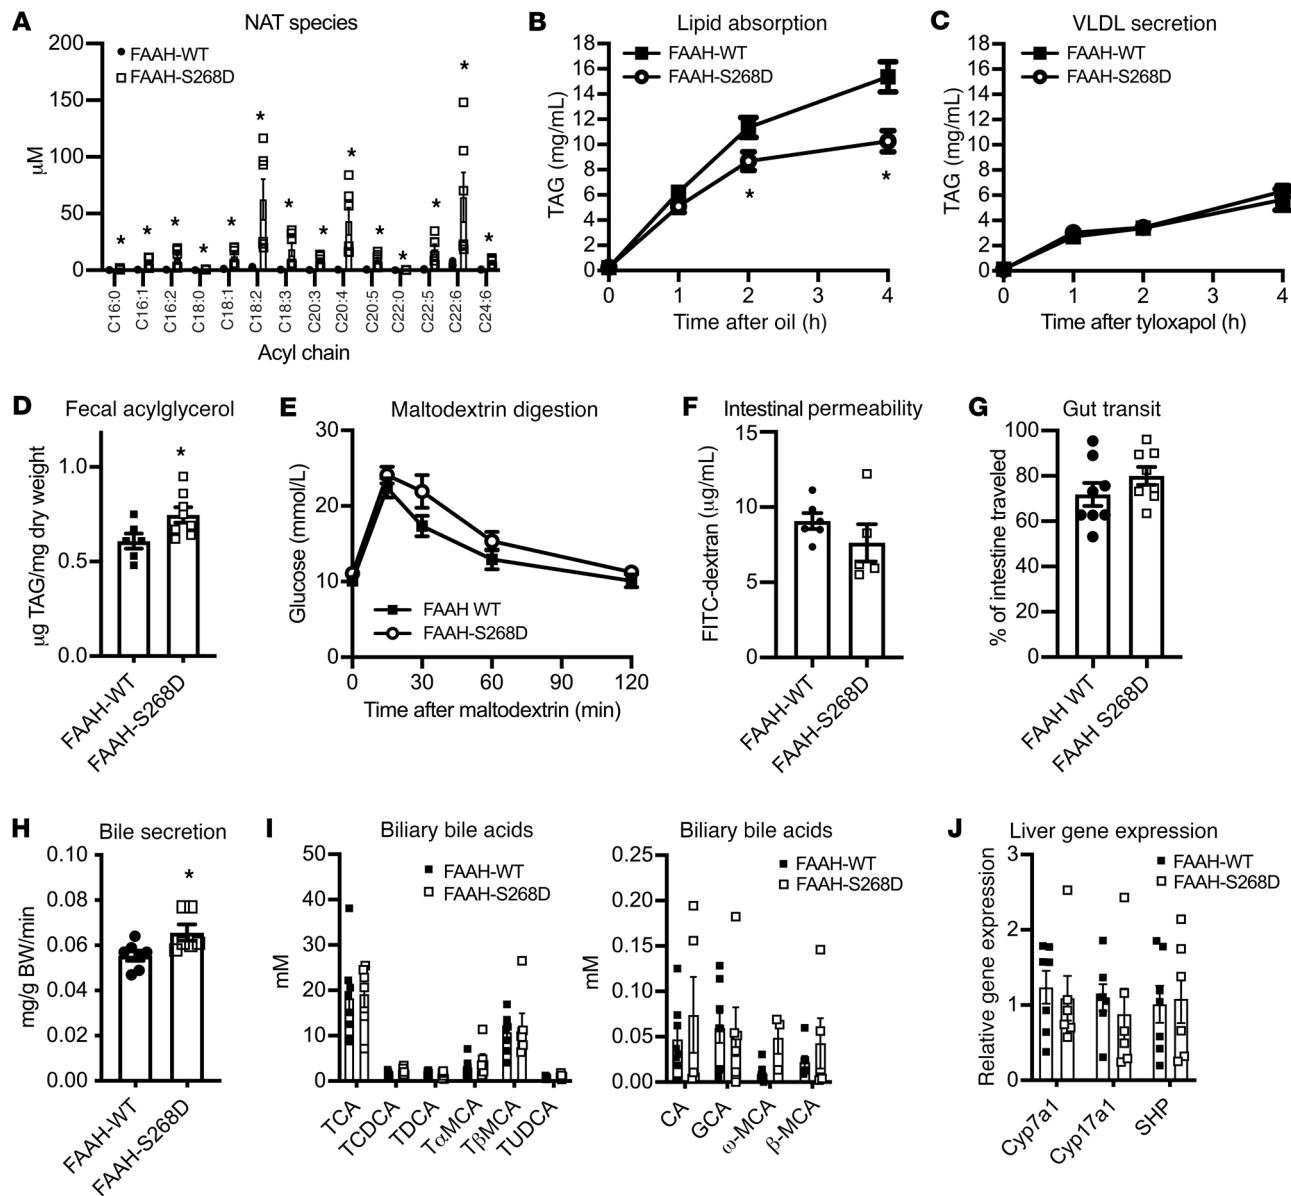 A
NAT species
200
150
100
50
0
µM
FAAH-WT
FAAH-S268D
*
*
*
*
*
*
*
*
*
*
*
*
*
*
C16:0
C16:1
C16:2
C18:0
C18:1
C18:2
C18:3
C20:3
C20:4
C20:5
C22:0
C22:5
C22:6
C24:6
Acyl chain
B
Lipid absorption
18
16
14
12
10
8
6
4
2
0
TAG (mg/mL)
FAAH-WT
FAAH-S268D
*
*
0 1 2 3 4
Time after oil (h)
C
VLDL secretion
18
16
14
12
10
8
6
4
2
0
TAG (mg/mL)
FAAH-WT
FAAH-S268D
0 1 2 3 4
Time after tyloxapol (h)
D
Fecal acylglycerol
1.0
0.5
0.0
µg TAG/mg dry weight
*
FAAH-WT
FAAH-S268D
E
Maltodextrin digestion
30
20
10
0
Glucose (mmol/L)
FAAH WT
FAAH-S268D
0 30 60 90 120
Time after maltodextrin (min)
F
Intestinal permeability
15
10
5
0
FITC-dextran (µg/mL)
FAAH-WT
FAAH-S268D
G
Gut transit
100
80
60
40
20
0
% of intestine traveled
FAAH WT
FAAH S268D
H
Bile secretion
0.10
0.08
0.06
0.04
0.02
0.00
mg/g BW/min
*
FAAH-WT
FAAH-S268D
I
Biliary bile acids
50
40
30
20
10
0
mM
FAAH-WT
FAAH-S268D
TCA
TCDCA
TDCA
TαMCA
TβMCA
TUDCA
Biliary bile acids
0.25
0.20
0.15
0.10
0.05
0.00
mM
FAAH-WT
FAAH-S268D
CA
GCA
ω-MCA
β-MCA
J
Liver gene expression
3
2
1
0
Relative gene expression
FAAH-WT
FAAH-S268D
Cyp7a1
Cyp17a1
SHP